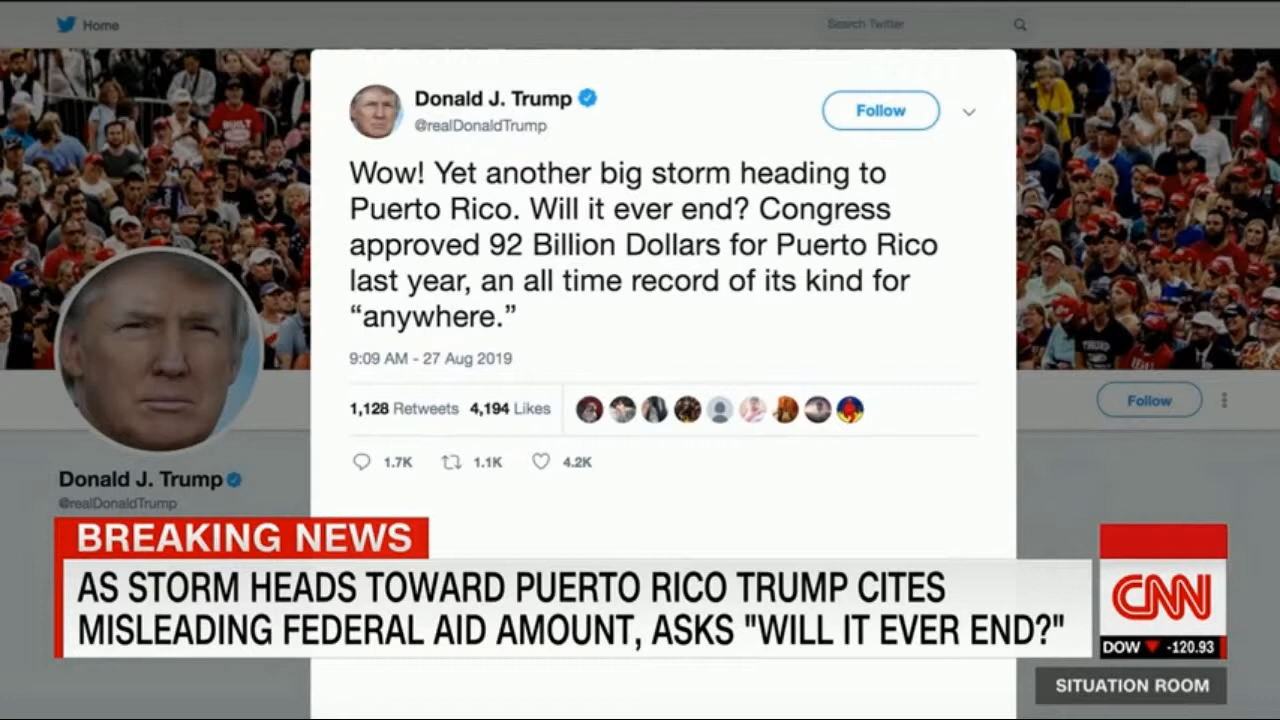 Home
Search Twitter
Donald J. Trump
@realDonaldTrump
Follow
Wow! Yet another big storm heading to
Puerto Rico. Will it ever end? Congress
approved 92 Billion Dollars for Puerto Rico
last year, an all time record of its kind for
“anywhere.”
9:09 AM - 27 Aug 2019
1,128 Retweets 4,194 Likes
1.7K 1.1K 4.2K
Follow
Donald J. Trump
@realDonaldTrump
BREAKING NEWS
AS STORM HEADS TOWARD PUERTO RICO TRUMP CITES
MISLEADING FEDERAL AID AMOUNT, ASKS "WILL IT EVER END?"
CNN
DOW -120.93
SITUATION ROOM